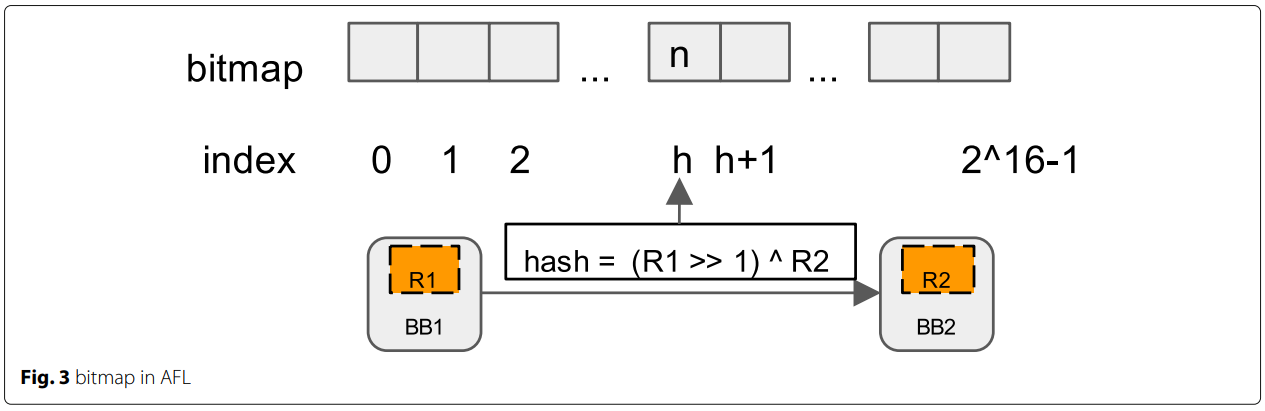 bitmap ... n ...
index 0 1 2 h h+1 2^16-1
hash = (R1 >> 1) ^ R2
R1 R2
BB1 BB2
Fig. 3 bitmap in AFL